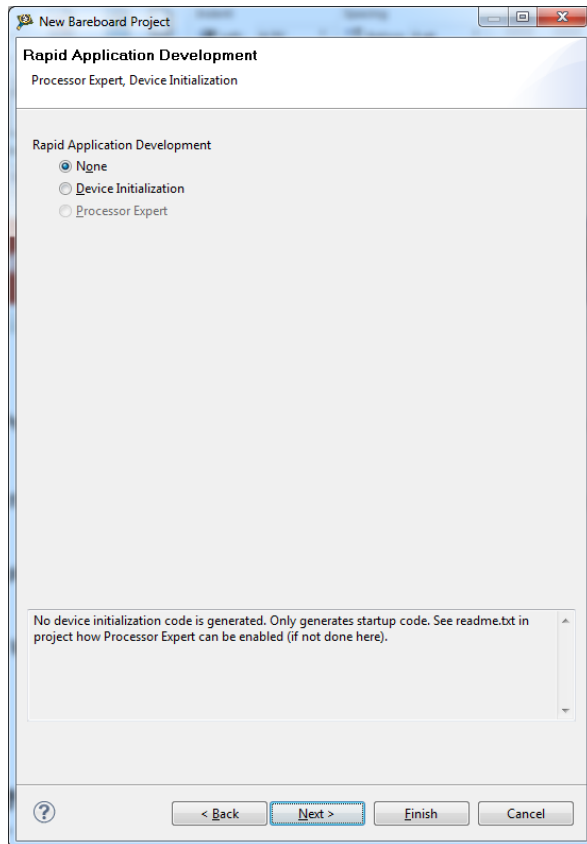 New Bareboard Project
Rapid Application Development
Processor Expert, Device Initialization
Rapid Application Development
None
Device Initialization
Processor Expert
No device initialization code is generated. Only generates startup code. See readme.txt in
project how Processor Expert can be enabled (if not done here).
?
< Back
Next >
Finish
Cancel